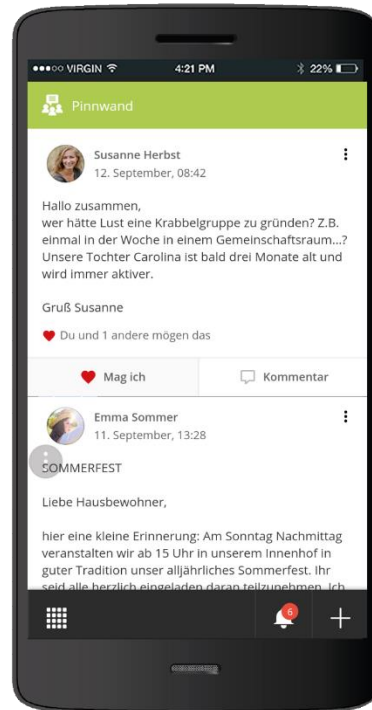 VIRGIN
4:21 PM
22%
Pinnwand
Susanne Herbst
12. September, 08:42
Hallo zusammen,
wer hätte Lust eine Krabbelgruppe zu gründen? Z.B.
einmal in der Woche in einem Gemeinschaftsraum...?
Unsere Tochter Carolina ist bald drei Monate alt und
wird immer aktiver.
Gruß Susanne
Du und 1 andere mögen das
Mag ich
Kommentar
Emma Sommer
11. September, 13:28
SOMMERFEST
Liebe Hausbewohner,
hier eine kleine Erinnerung: Am Sonntag Nachmittag
veranstalten wir ab 15 Uhr in unserem Innenhof in
guter Tradition unser alljährliches Sommerfest. Ihr
seid alle herzlich eingeladen daran teilzunehmen. Ich
6